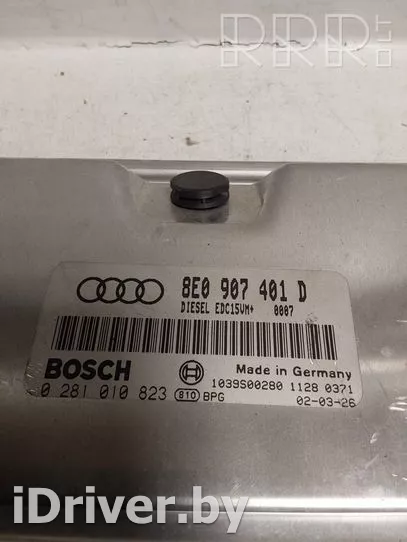 RRR.LT
8E0 907 401 D
DIESEL EDC15VM+ 0007
BOSCH
Made in Germany
0 281 010 823 810 BPG
1039S00280 1128 0371
02-03-26
iDriver.by